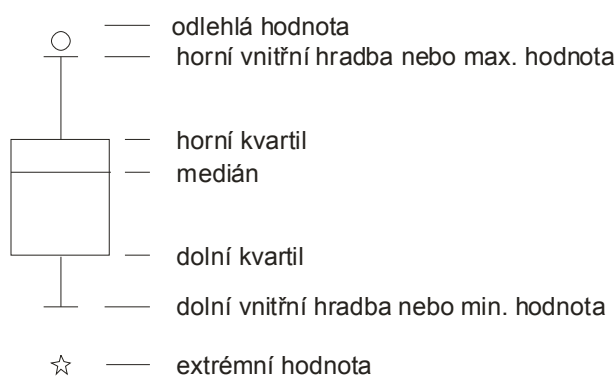 odlehlá hodnota
horní vnitřní hradba nebo max. hodnota
horní kvartil
medián
dolní kvartil
dolní vnitřní hradba nebo min. hodnota
extrémní hodnota